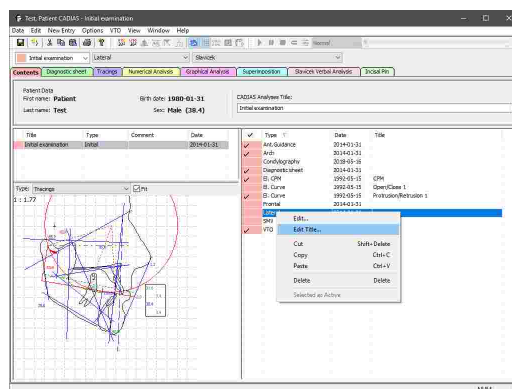 Test, Patient CADIAS - Initial examination
Data Edit New Entry Options VTO View Window Help
Normal
Initial examination Lateral Slavicek
Contents Diagnostic sheet Tracings Numerical Analysis Graphical Analysis Superimposition Slavicek Verbal Analysis Incisal Pin
Patient Data
First name: Patient Birth date: 1980-01-31
Last name: Test Sex: Male (38.4)
CADIAS Analyses Title:
Initial examination
Title Type Comment Date
Initial examination Initial 2014-01-31
Type: Tracings Fit
1 : 1.77
Type Date Title
Ant. Guidance 2014-01-31
Arch 2014-01-31
Condylography 2018-05-16
Diagnostic sheet 2014-01-31
El. CPM 1992-05-15 CPM
El. Curve 1992-05-15 Open/Close 1
El. Curve 1992-05-15 Protrusion/Retrusion 1
Frontal 2014-01-31
SMV
VTO
Edit...
Edit Title...
Cut Shift+Delete
Copy Ctrl+C
Paste Ctrl+V
Delete Delete
Selected as Active